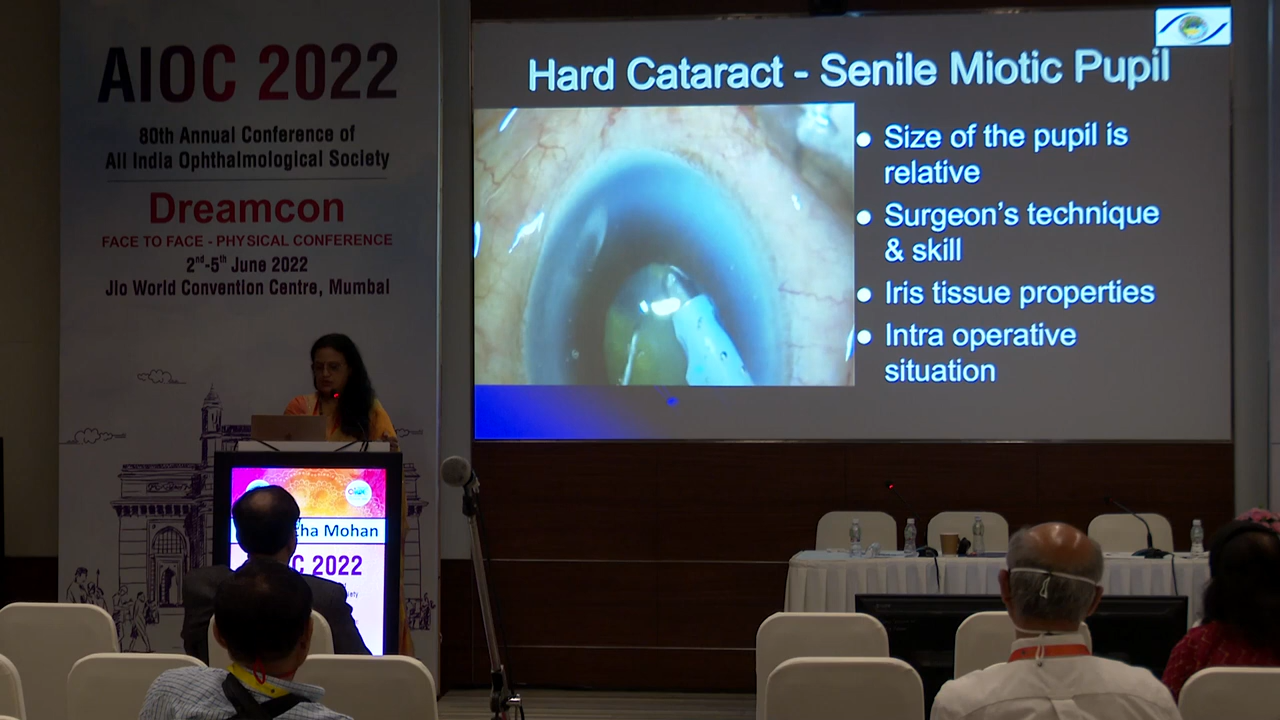 AIOC 2022
80th Annual Conference of
All India Ophthalmological Society
Dreamcon
FACE TO FACE - PHYSICAL CONFERENCE
2nd-5th June 2022
Jio World Convention Centre, Mumbai
Hard Cataract - Senile Miotic Pupil
Size of the pupil is
relative
Surgeon's technique
& skill
Iris tissue properties
Intra operative
situation
Mohan
2022